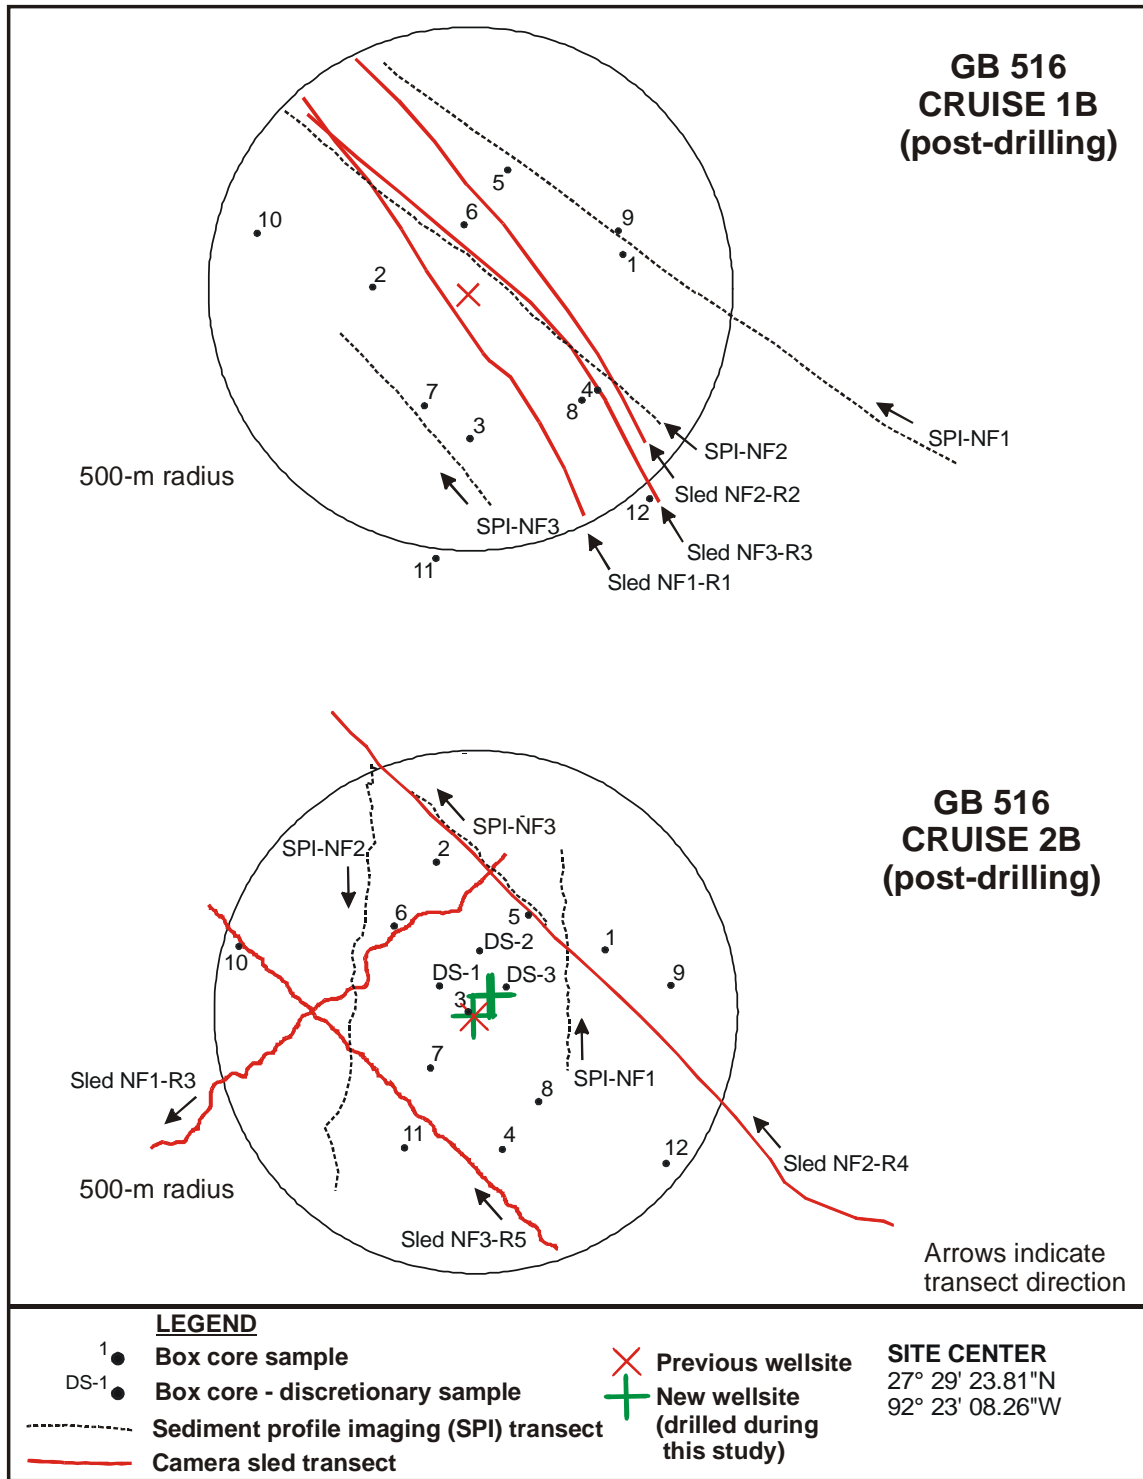 GB 516
CRUISE 1B
(post-drilling)
5
6
9
10
1
2
4
7
8
3
SPI-NF1
SPI-NF2
500-m radius
Sled NF2-R2
12
SPI-NF3
Sled NF3-R3
11
Sled NF1-R1
GB 516
CRUISE 2B
(post-drilling)
SPI-NF3
SPI-NF2
2
6
5
DS-2
1
10
DS-1
DS-3
9
3
7
Sled NF1-R3
SPI-NF1
8
11
4
12
Sled NF2-R4
500-m radius
Sled NF3-R5
Arrows indicate
transect direction
LEGEND
1
Box core sample
DS-1
Box core - discretionary sample
Sediment profile imaging (SPI) transect
Camera sled transect
Previous wellsite
New wellsite
(drilled during
this study)
SITE CENTER
27° 29' 23.81"N
92° 23' 08.26"W